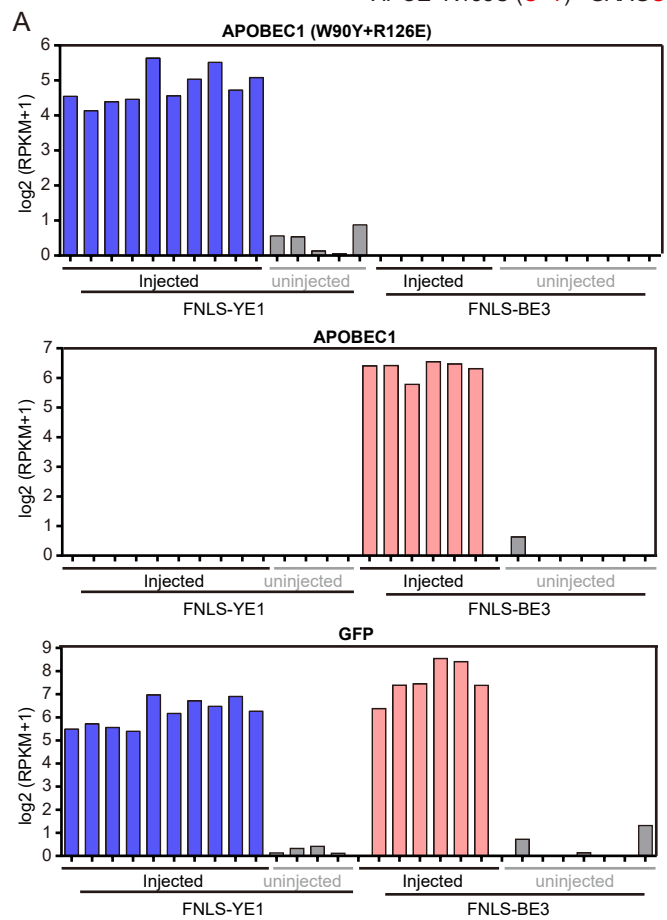 A
APOBEC1 (W90Y+R126E)
6
5
4
3
2
1
0
log2 (RPKM+1)
Injected uninjected Injected uninjected
FNLS-YE1 FNLS-BE3
APOBEC1
7
6
5
4
3
2
1
0
log2 (RPKM+1)
Injected uninjected Injected uninjected
FNLS-YE1 FNLS-BE3
GFP
9
8
7
6
5
4
3
2
1
0
log2 (RPKM+1)
Injected uninjected Injected uninjected
FNLS-YE1 FNLS-BE3